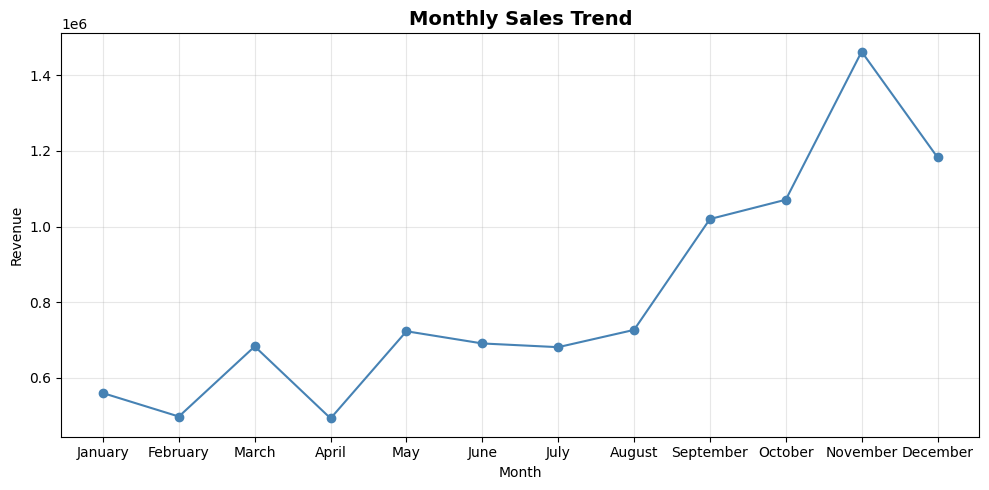 Monthly Sales Trend
1e6
1.4
1.2
1.0
0.8
0.6
Revenue
January February March April May June July August September October November December
Month